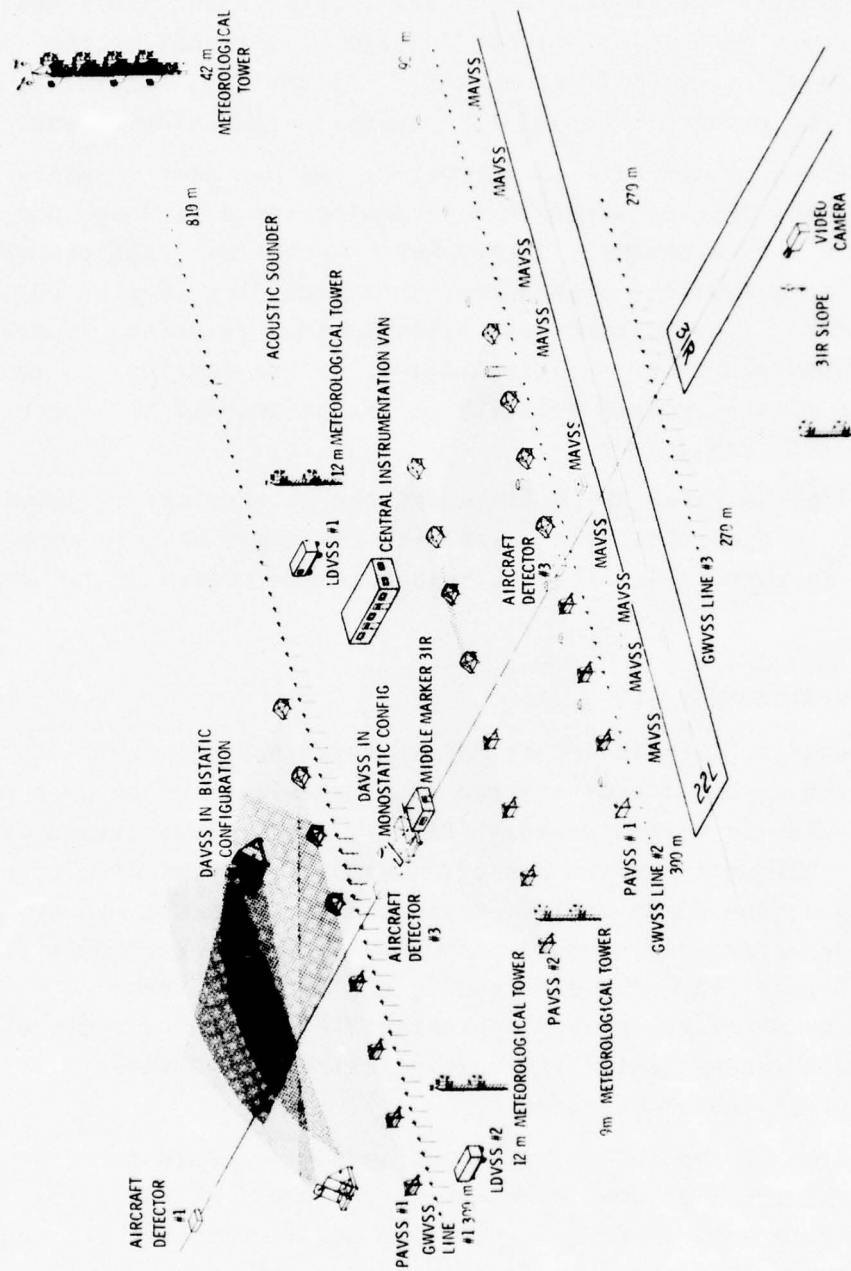 42 m
METEOROLOGICAL
TOWER
810 m
ACOUSTIC SOUNDER
12 m METEOROLOGICAL TOWER
LDVSS #1
CENTRAL INSTRUMENTATION VAN
DAVSS IN BISTATIC
CONFIGURATION
DAVSS IN
MONOSTATIC CONFIG
MIDDLE MARKER 31R
AIRCRAFT
DETECTOR
#3
AIRCRAFT
DETECTOR
#3
AIRCRAFT
DETECTOR
#1
PAVSS #1
GWVSS
LINE
#1 300 m
LDVSS #2
12 m METEOROLOGICAL TOWER
9m METEOROLOGICAL TOWER
PAVSS #2
PAVSS #1
GWVSS LINE #2
390 m
MAVSS
MAVSS
MAVSS
MAVSS
MAVSS
MAVSS
MAVSS
MAVSS
MAVSS
22L
GWVSS LINE #3
270 m
270 m
31R
31R SLOPE
VIDEO
CAMERA